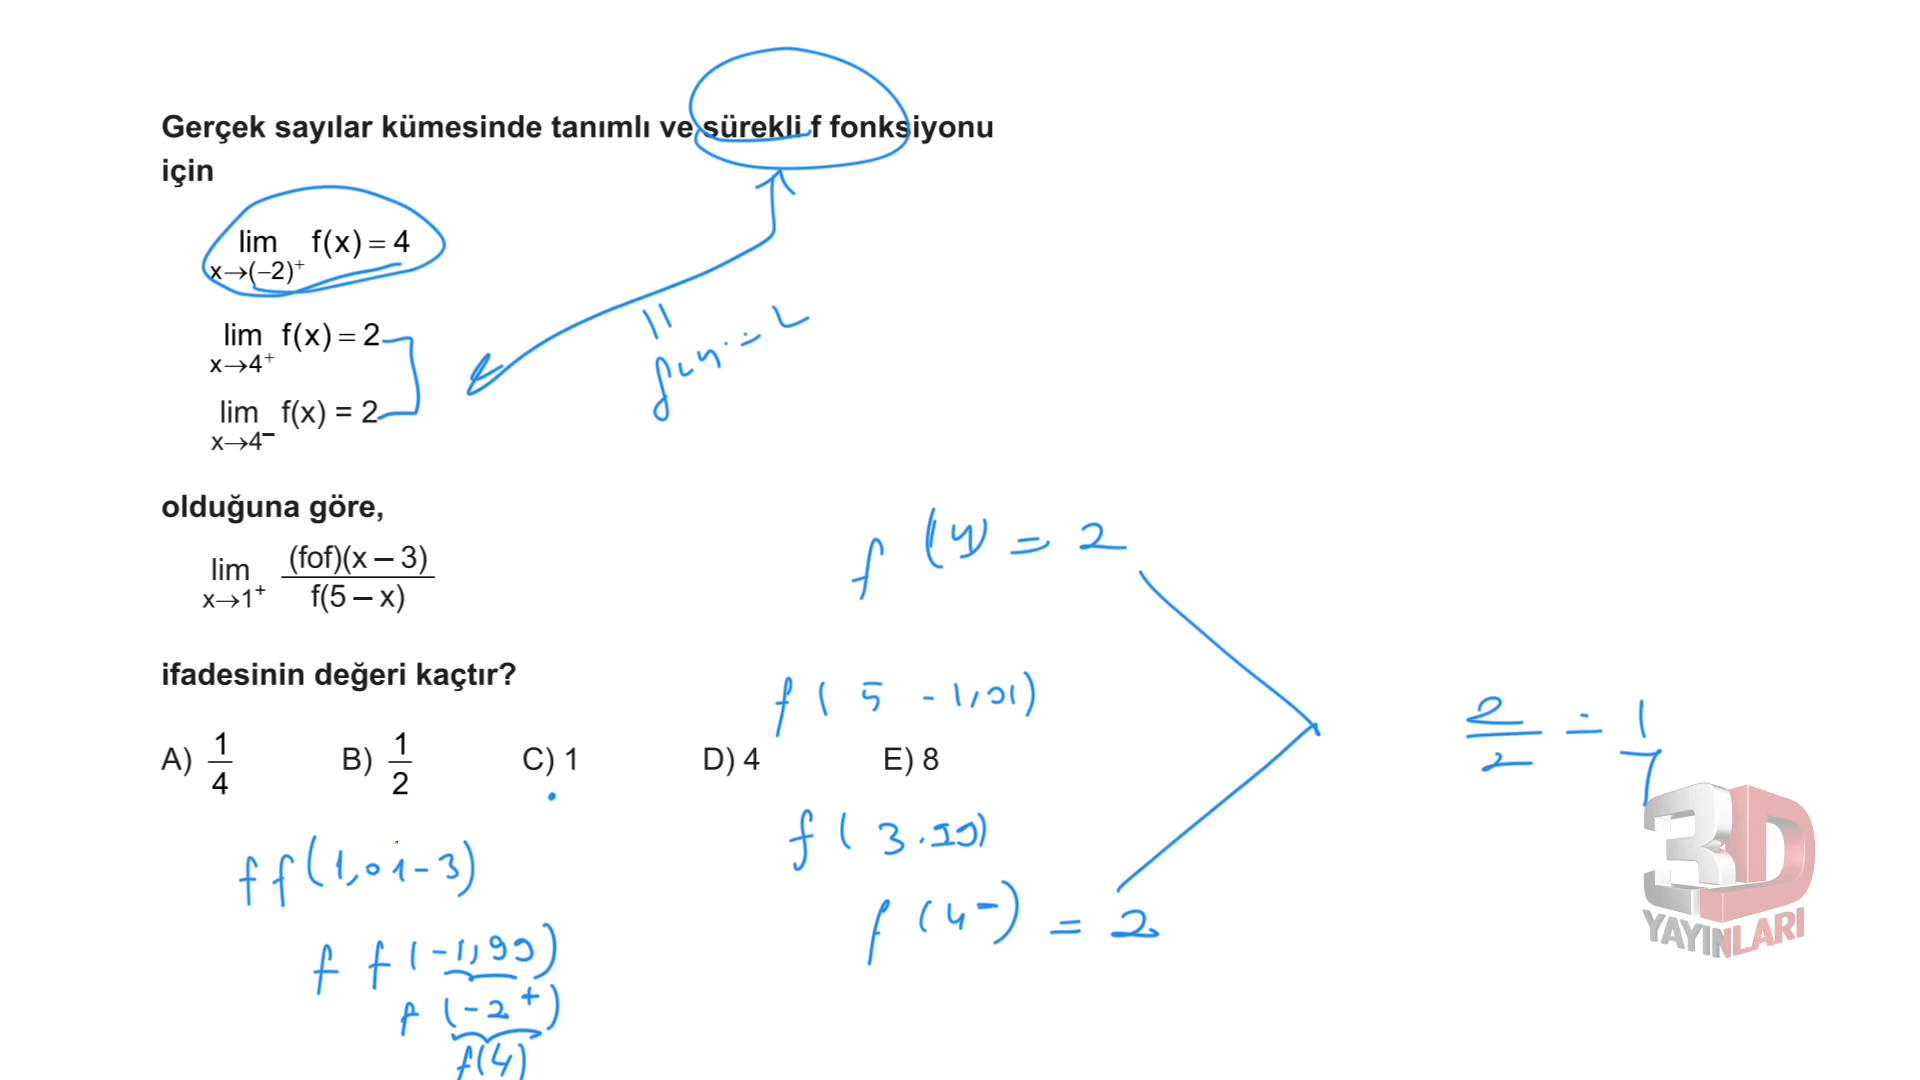 Gerçek sayılar kümesinde tanımlı ve sürekli f fonksiyonu
için
lim f(x) = 4
x→(−2)⁺
lim f(x) = 2
x→4⁺
lim f(x) = 2
x→4⁻
olduğuna göre,
lim (fof)(x − 3)
x→1⁺ f(5 − x)
ifadesinin değeri kaçtır?
A) 1/4 B) 1/2 C) 1 D) 4 E) 8
f f(1,01-3)
f f(-1,99)
f (-2⁺)
f(4)
f (4) = 2
f ( 5 - 1,01)
f ( 3.99)
f (4⁻) = 2
2/2 = 1
3D
YAYINLARI